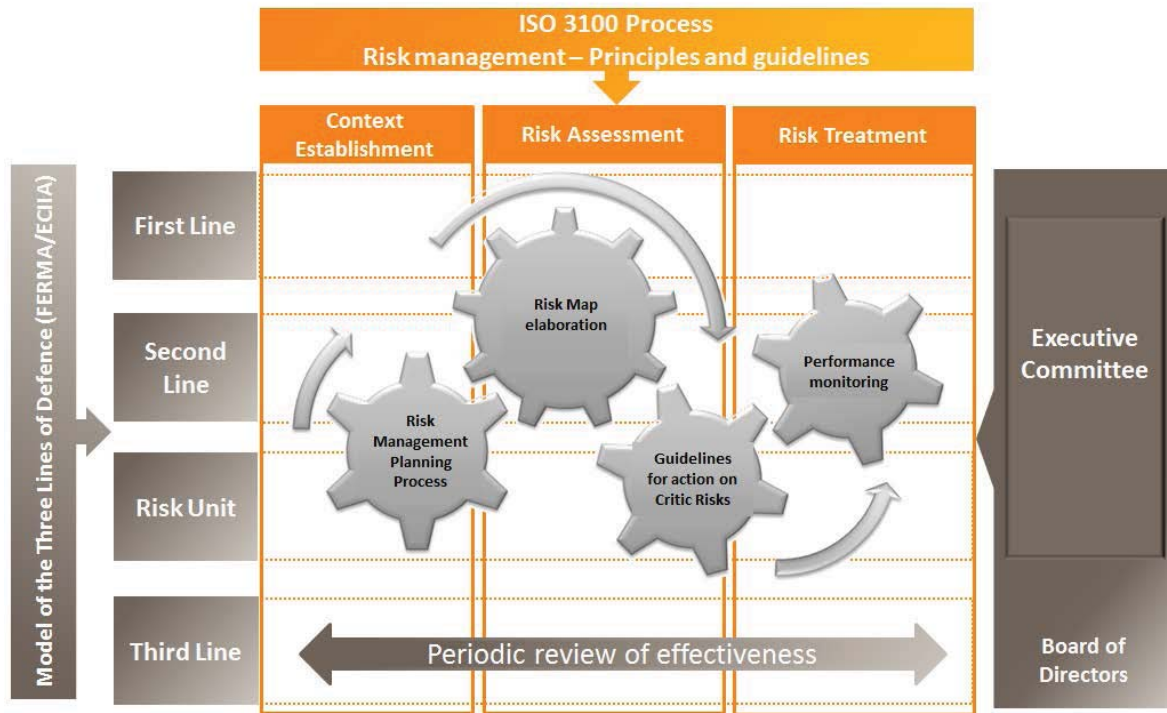 ISO 3100 Process
Risk management – Principles and guidelines
Context
Establishment
Risk Assessment
Risk Treatment
Model of the Three Lines of Defence (FERMA/ECIIA)
First Line
Second
Line
Risk Unit
Third Line
Risk Map
elaboration
Performance
monitoring
Risk
Management
Planning
Process
Guidelines
for action on
Critic Risks
Periodic review of effectiveness
Executive
Committee
Board of
Directors